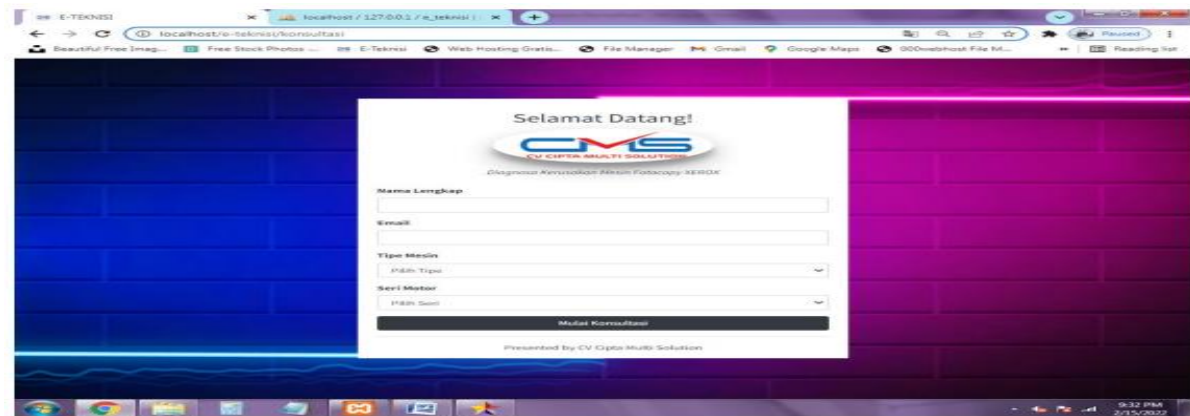 E-TEKNISI
localhost / 127.0.0.1 / e_teknisi |
localhost/e-teknisi/konsultasi
Paused
Beautiful Free Imag...
Free Stock Photos ...
E-Teknisi
Web Hosting Gratis...
File Manager
Gmail
Google Maps
000webhost File M...
Reading list
Selamat Datang!
CMS
CV CIPTA MULTI SOLUTION
Diagnosa Kerusakan Mesin Fotocopy XEROX
Nama Lengkap
Email
Tipe Mesin
Pilih Tipe
Seri Motor
Pilih Seri
Mulai Konsultasi
Presented by CV Cipta Multi Solution
9:32 PM
2/15/2022